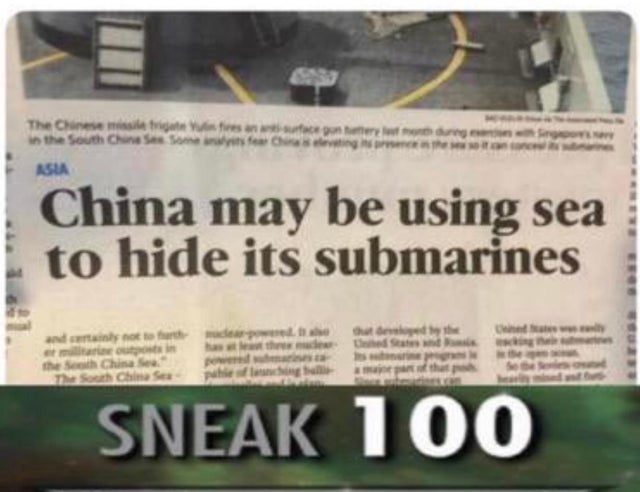 The Chinese missile frigate Yulin fires an anti-surface gun battery last month during exercises with Singapore's navy
in the South China Sea. Some analysts fear China is elevating its presence in the sea so it can conceal its submarines
ASIA
China may be using sea
to hide its submarines
and certainly not to furth-
er militarize outposts in
the South China Sea."
The South China Sea
nuclear-powered. It also
has at least three nuclear-
powered submarines ca-
pable of launching ballis-
that developed by the
United States and Russia.
Its submarine program is
a major part of that push.
Since submarines can
United States was easily
tracking their submarines
in the open ocean.
So the Soviets created
heavily mined and
SNEAK 100